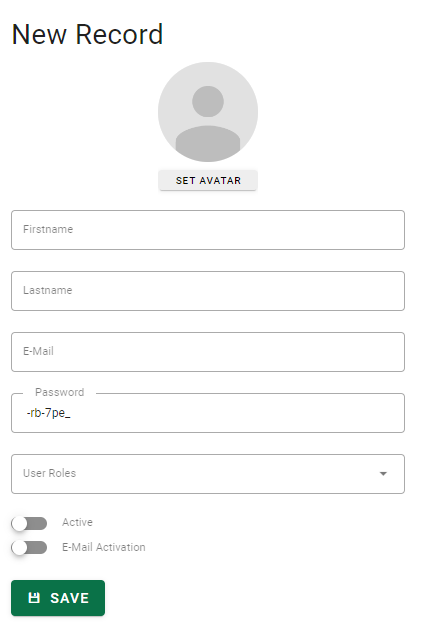 New Record
SET AVATAR
Firstname
Lastname
E-Mail
Password
-rb-7pe_
User Roles
Active
E-Mail Activation
SAVE